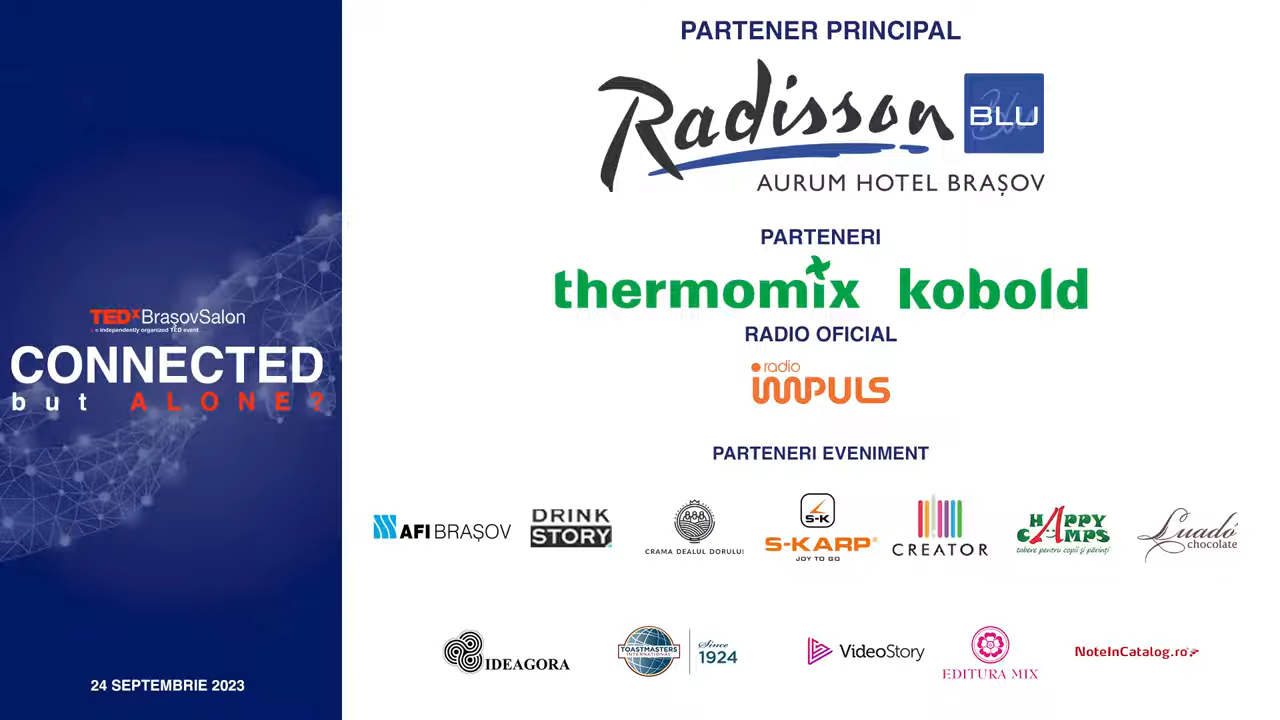 TEDxBrașovSalon
x = independently organized TED event
CONNECTED
but ALONE?
24 SEPTEMBRIE 2023
PARTENER PRINCIPAL
Radisson BLU
AURUM HOTEL BRAȘOV
PARTENERI
thermomix kobold
RADIO OFICIAL
radio
IMPULS
PARTENERI EVENIMENT
AFI BRAȘOV
DRINK
STORY
888
CRAMA DEALUL DORULUI
S-K
S-KARP®
JOY TO GO
CREATOR
HAPPY
CAMPS
tabere pentru copii și părinți
Luadó
chocolate
IDEAGORA
TOASTMASTERS
INTERNATIONAL
Since
1924
VideoStory
EDITURA MIX
NoteInCatalog.ro